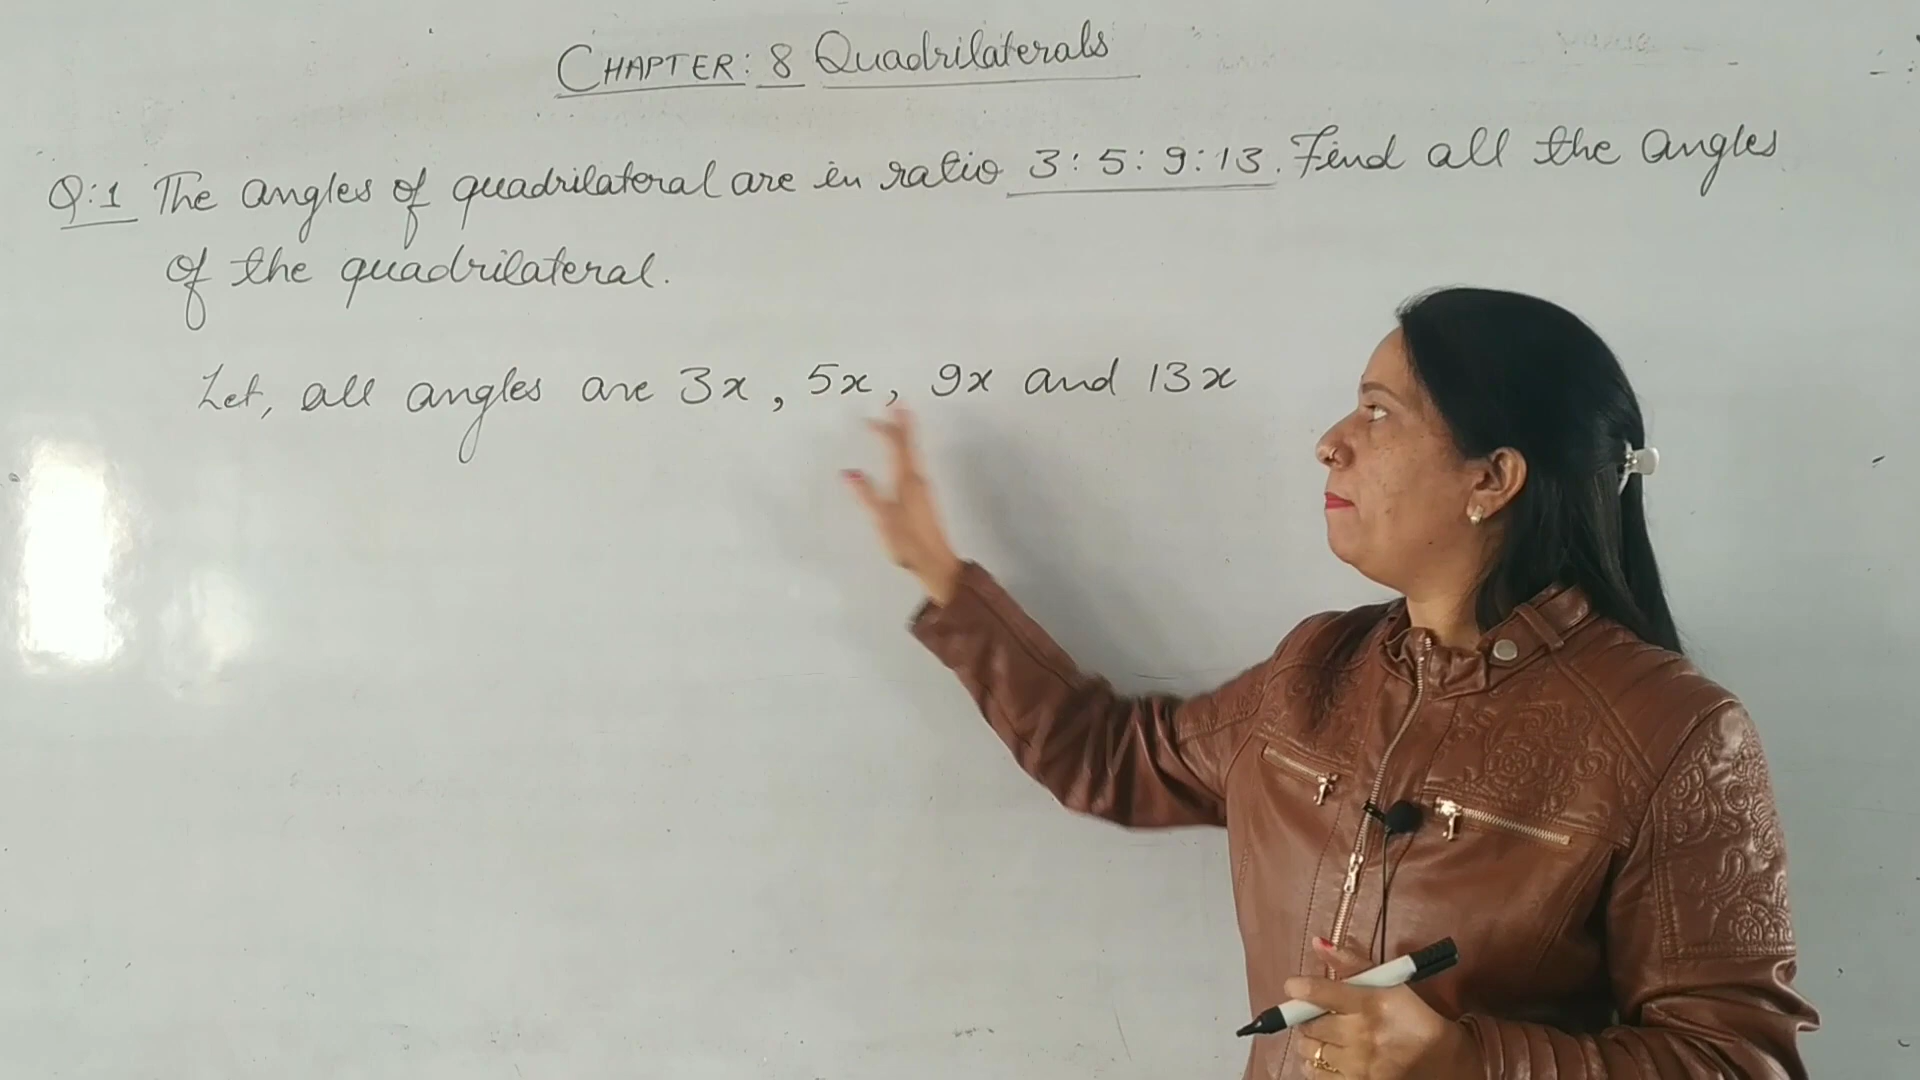 CHAPTER: 8 Quadrilaterals
Q:1 The angles of quadrilateral are in ratio 3:5:9:13. Find all the angles
of the quadrilateral.
Let, all angles are 3x, 5x, 9x and 13x